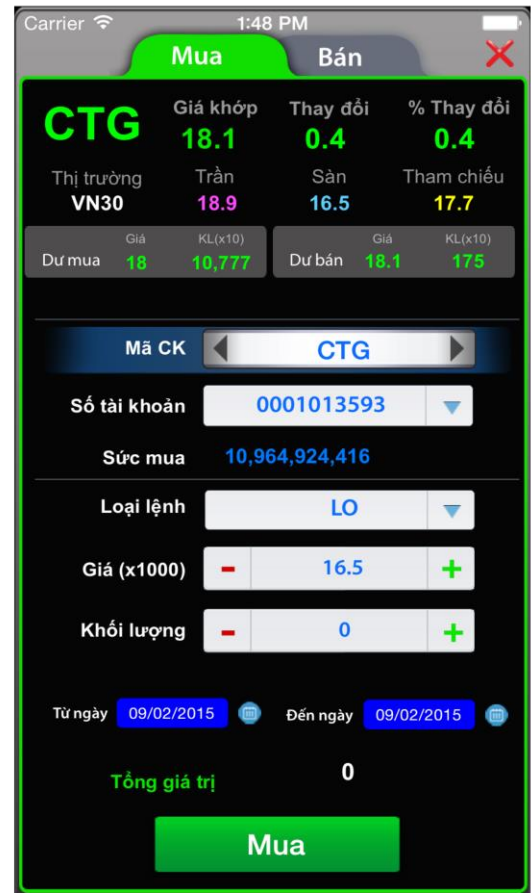 Carrier 1:48 PM
Mua Bán
CTG Giá khớp Thay đổi % Thay đổi
18.1 0.4 0.4
Thị trường Trần Sàn Tham chiếu
VN30 18.9 16.5 17.7
Giá KL(x10) Giá KL(x10)
Dư mua 18 10,777 Dư bán 18.1 175
Mã CK CTG
Số tài khoản 0001013593
Sức mua 10,964,924,416
Loại lệnh LO
Giá (x1000) - 16.5 +
Khối lượng - 0 +
Từ ngày 09/02/2015 Đến ngày 09/02/2015
Tổng giá trị 0
Mua